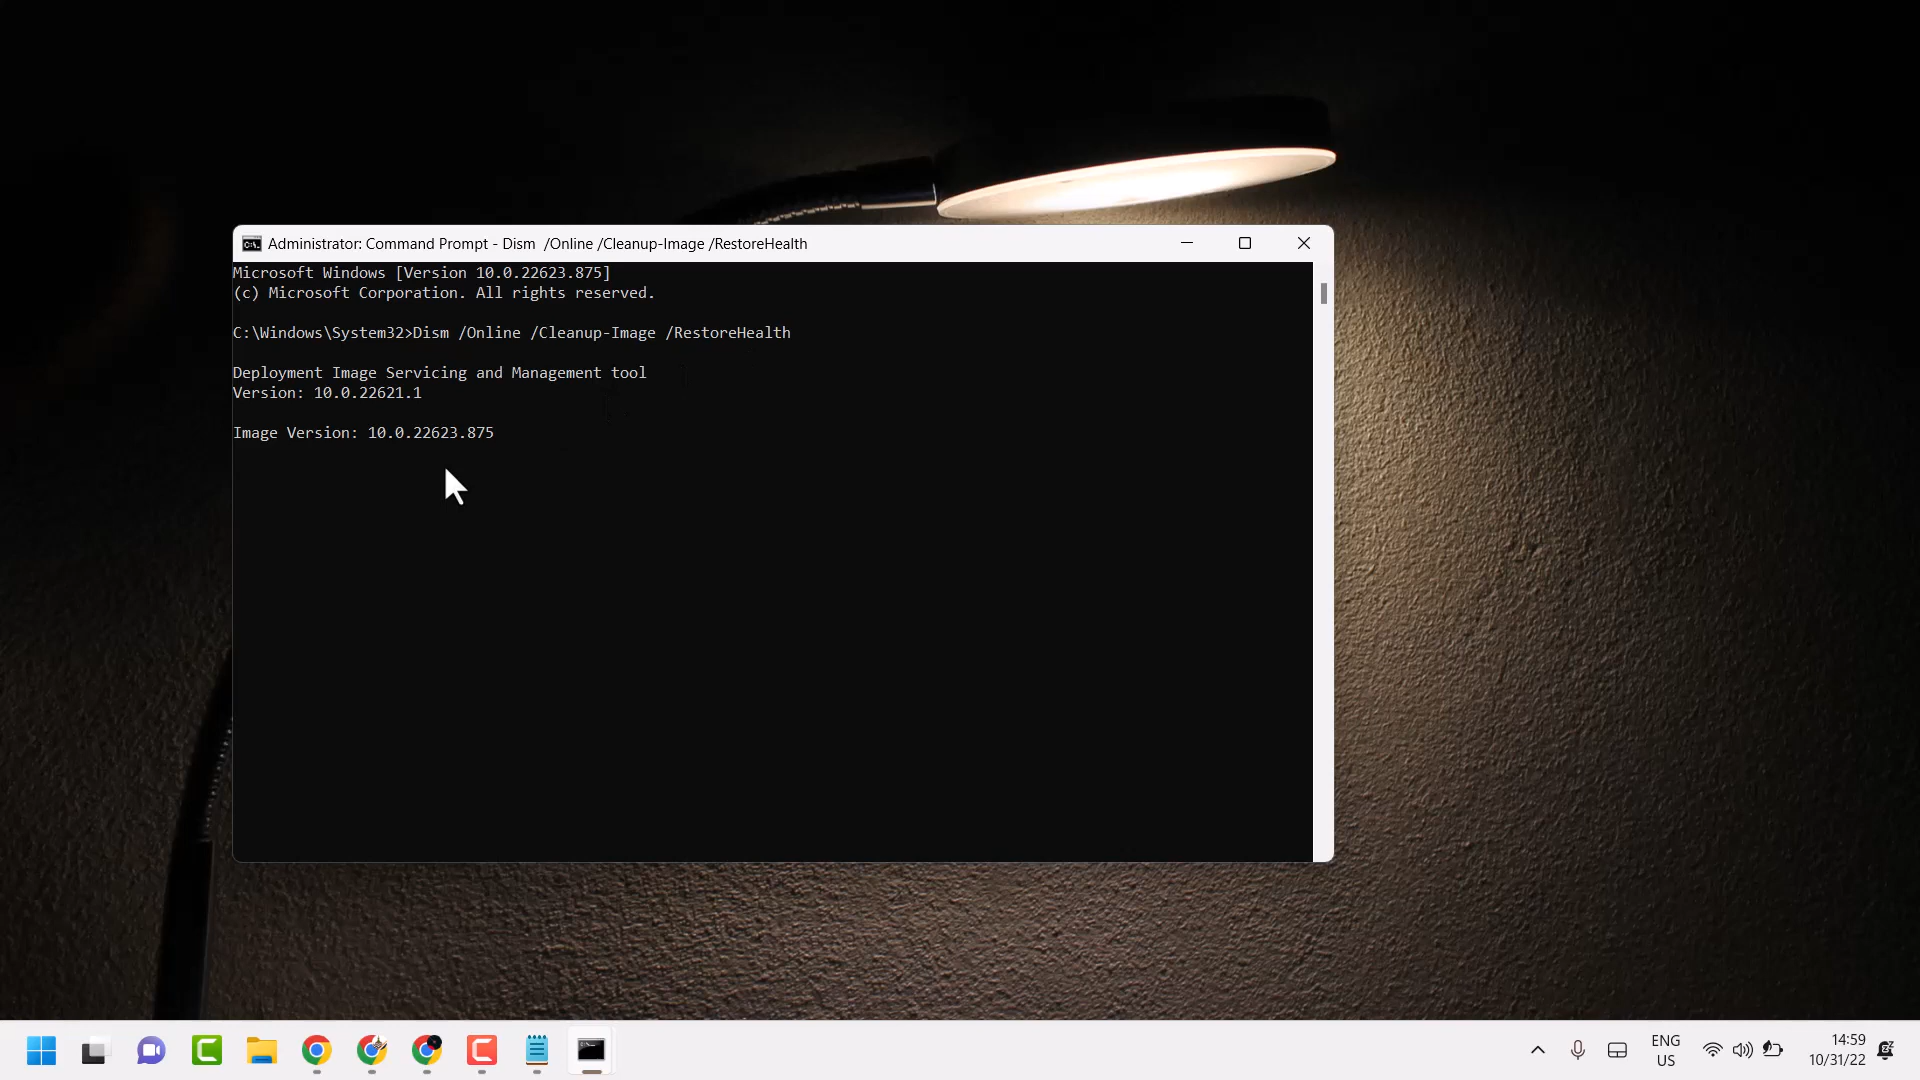 Administrator: Command Prompt - Dism  /Online /Cleanup-Image /RestoreHealth
Microsoft Windows [Version 10.0.22623.875]
(c) Microsoft Corporation. All rights reserved.
C:\Windows\System32>Dism /Online /Cleanup-Image /RestoreHealth
Deployment Image Servicing and Management tool
Version: 10.0.22621.1
Image Version: 10.0.22623.875
ENG
US
14:59
10/31/22